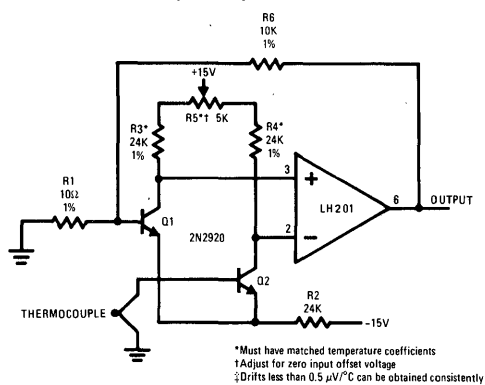 R6
10K
1%
+15V
R5*† 5K
R3*
24K
1%
R4*
24K
1%
R1
10Ω
1%
3
+
LH201
6
OUTPUT
Q1
2N2920
2
−
Q2
R2
24K
−15V
THERMOCOUPLE
*Must have matched temperature coefficients
†Adjust for zero input offset voltage
‡Drifts less than 0.5 μV/°C can be obtained consistently